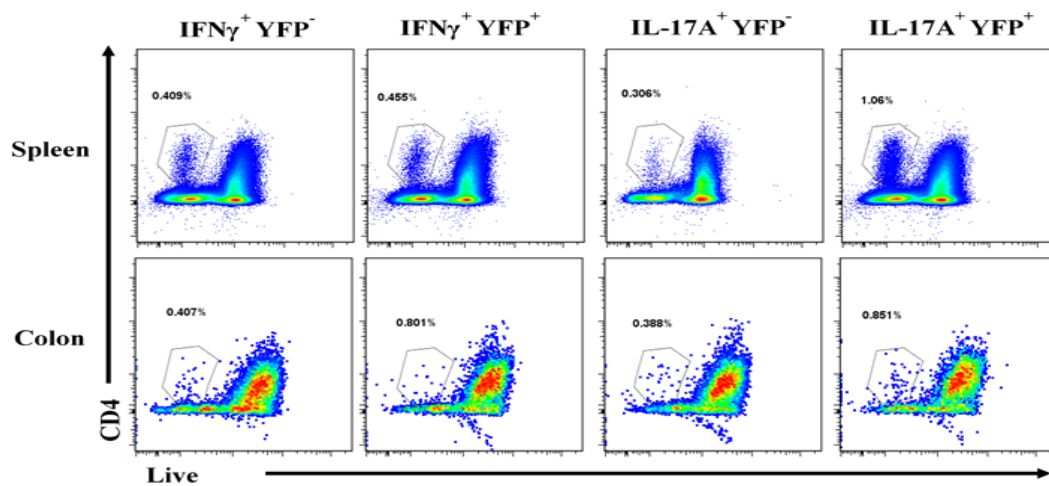 IFNγ⁺ YFP⁻ IFNγ⁺ YFP⁺ IL-17A⁺ YFP⁻ IL-17A⁺ YFP⁺
Spleen
0.409% 0.455% 0.306% 1.06%
Colon
0.407% 0.801% 0.388% 0.851%
CD4
Live